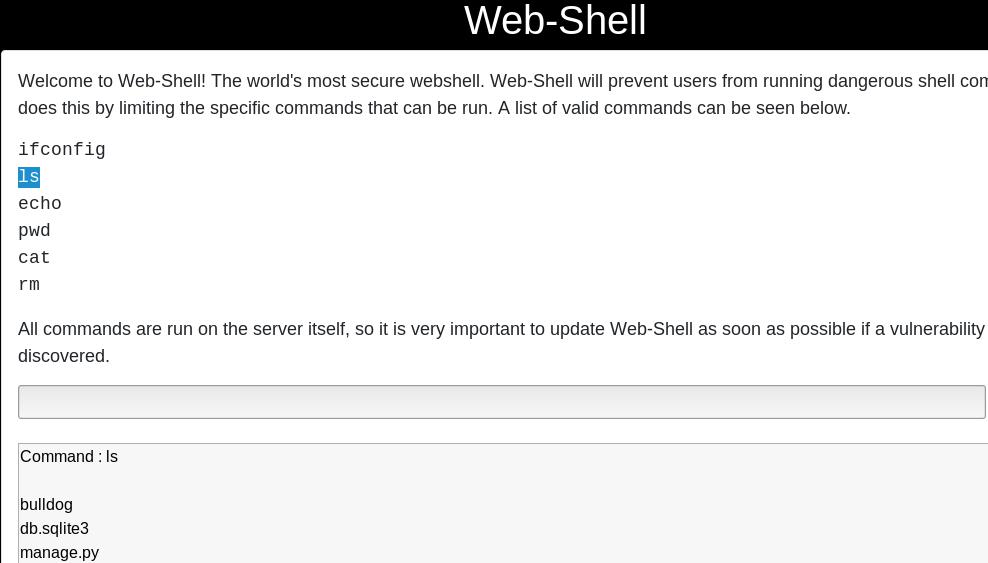 Web-Shell
Welcome to Web-Shell! The world's most secure webshell. Web-Shell will prevent users from running dangerous shell
does this by limiting the specific commands that can be run. A list of valid commands can be seen below.
ifconfig
ls
echo
pwd
cat
rm
All commands are run on the server itself, so it is very important to update Web-Shell as soon as possible if a vulnerability
discovered.
Command : ls
bulldog
db.sqlite3
manage.py